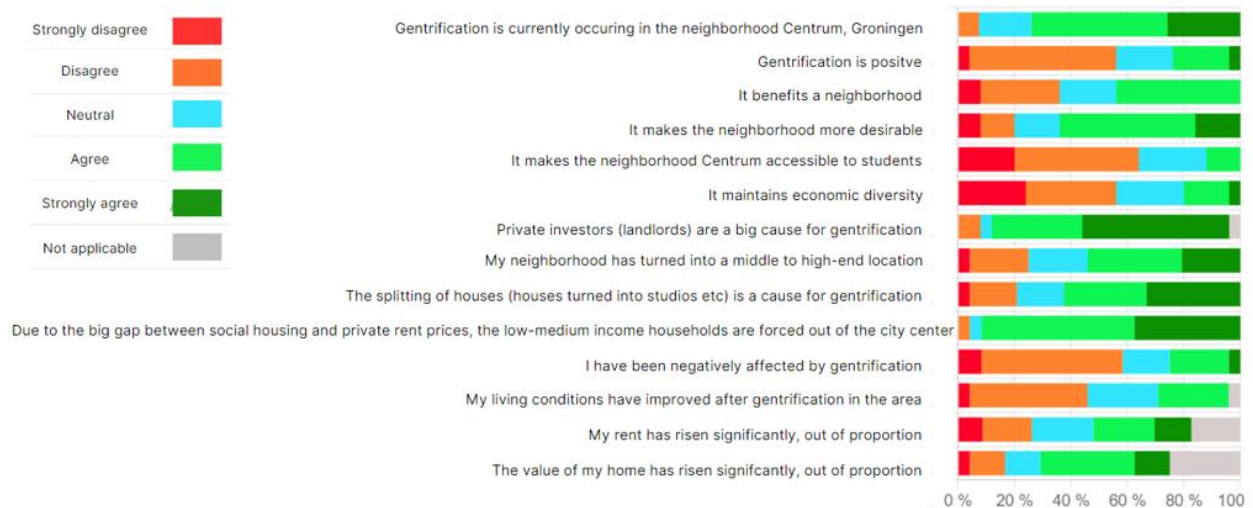 Strongly disagree
Disagree
Neutral
Agree
Strongly agree
Not applicable
Gentrification is currently occuring in the neighborhood Centrum, Groningen
Gentrification is positve
It benefits a neighborhood
It makes the neighborhood more desirable
It makes the neighborhood Centrum accessible to students
It maintains economic diversity
Private investors (landlords) are a big cause for gentrification
My neighborhood has turned into a middle to high-end location
The splitting of houses (houses turned into studios etc) is a cause for gentrification
Due to the big gap between social housing and private rent prices, the low-medium income households are forced out of the city center
I have been negatively affected by gentrification
My living conditions have improved after gentrification in the area
My rent has risen significantly, out of proportion
The value of my home has risen signifcantly, out of proportion
0 % 20 % 40 % 60 % 80 % 100